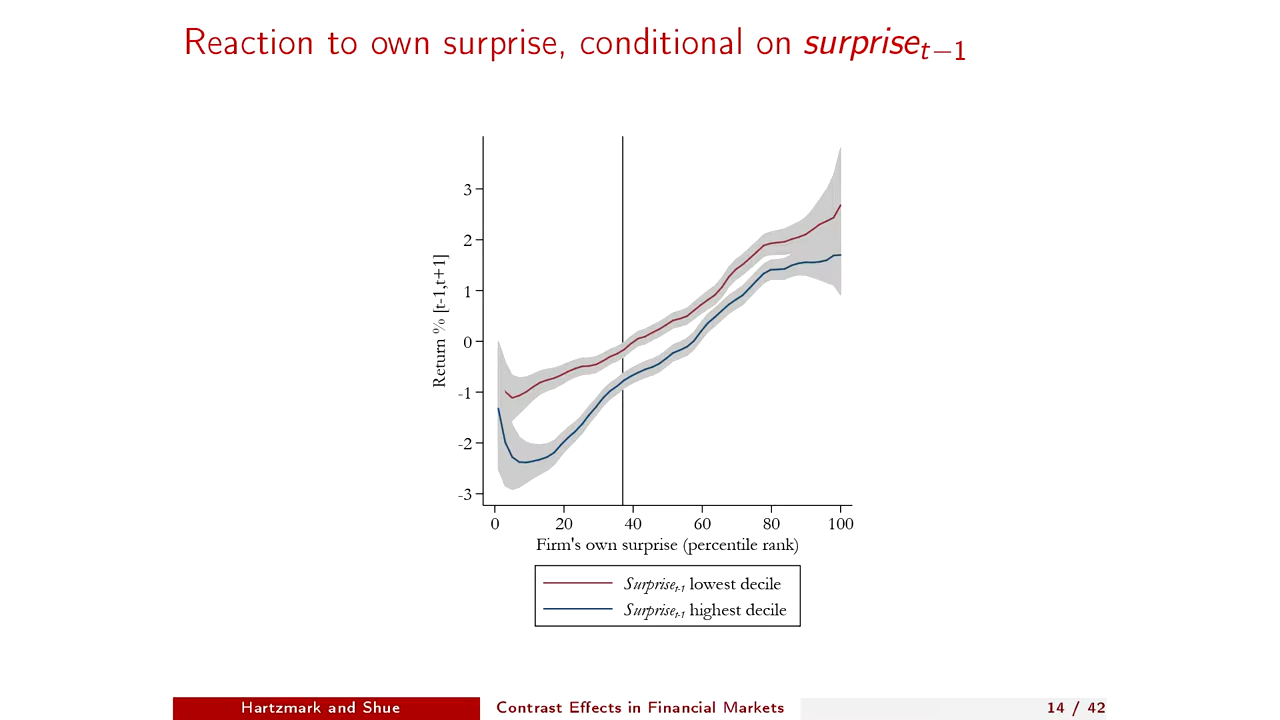 Reaction to own surprise, conditional on surprise_{t−1}
Return % [t-1,t+1]
3
2
1
0
-1
-2
-3
0 20 40 60 80 100
Firm's own surprise (percentile rank)
Surprise_{t-1} lowest decile
Surprise_{t-1} highest decile
Hartzmark and Shue Contrast Effects in Financial Markets 14 / 42